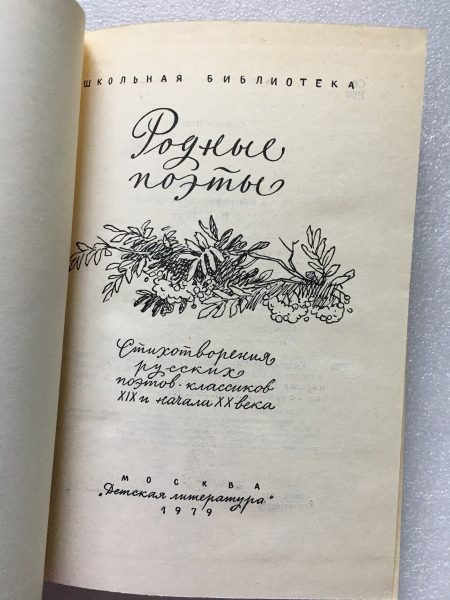 ШКОЛЬНАЯ БИБЛИОТЕКА
Родные
поэты
Стихотворения
русских
поэтов-классиков
XIX и начала XX века
МОСКВА
„Детская литература"
1979